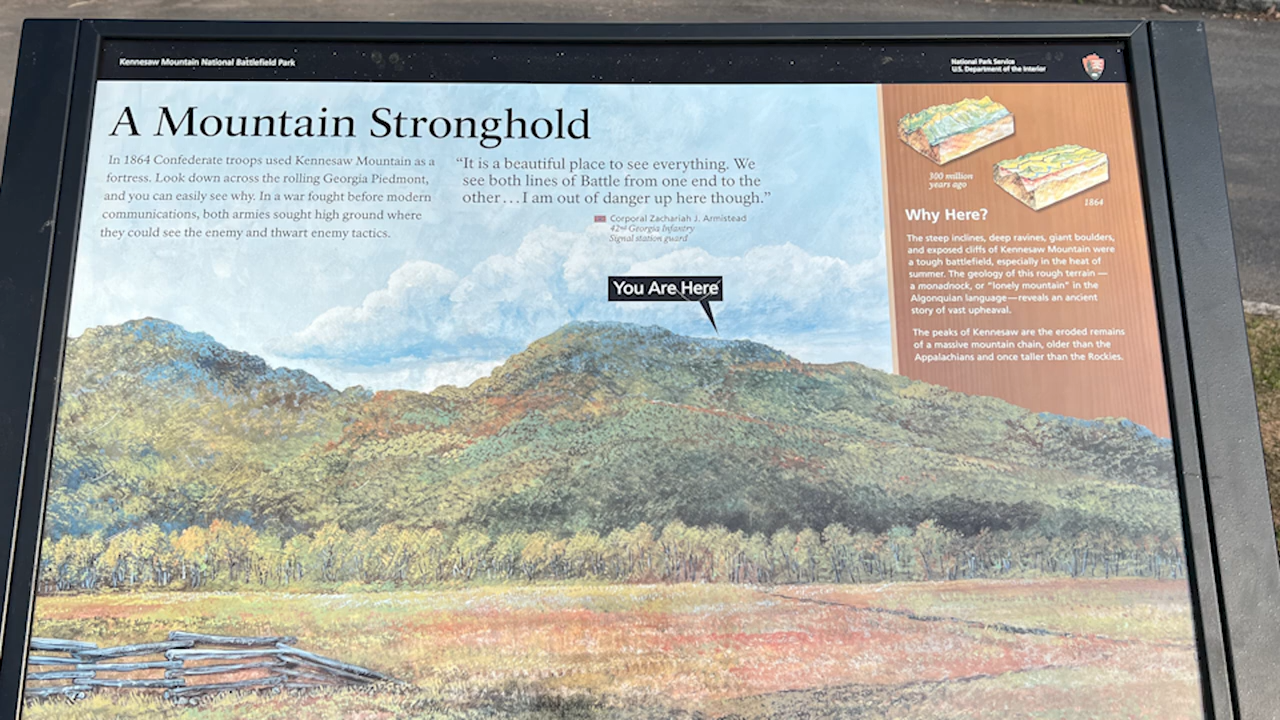 Kennesaw Mountain National Battlefield Park
National Park Service
U.S. Department of the Interior
A Mountain Stronghold
In 1864 Confederate troops used Kennesaw Mountain as a
fortress. Look down across the rolling Georgia Piedmont,
and you can easily see why. In a war fought before modern
communications, both armies sought high ground where
they could see the enemy and thwart enemy tactics.
“It is a beautiful place to see everything. We
see both lines of Battle from one end to the
other...I am out of danger up here though.”
Corporal Zachariah J. Armistead
42nd Georgia Infantry
Signal station guard
You Are Here
300 million
years ago
1864
Why Here?
The steep inclines, deep ravines, giant boulders,
and exposed cliffs of Kennesaw Mountain were
a tough battlefield, especially in the heat of
summer. The geology of this rough terrain —
a monadnock, or “lonely mountain” in the
Algonquian language—reveals an ancient
story of vast upheaval.
The peaks of Kennesaw are the eroded remains
of a massive mountain chain, older than the
Appalachians and once taller than the Rockies.